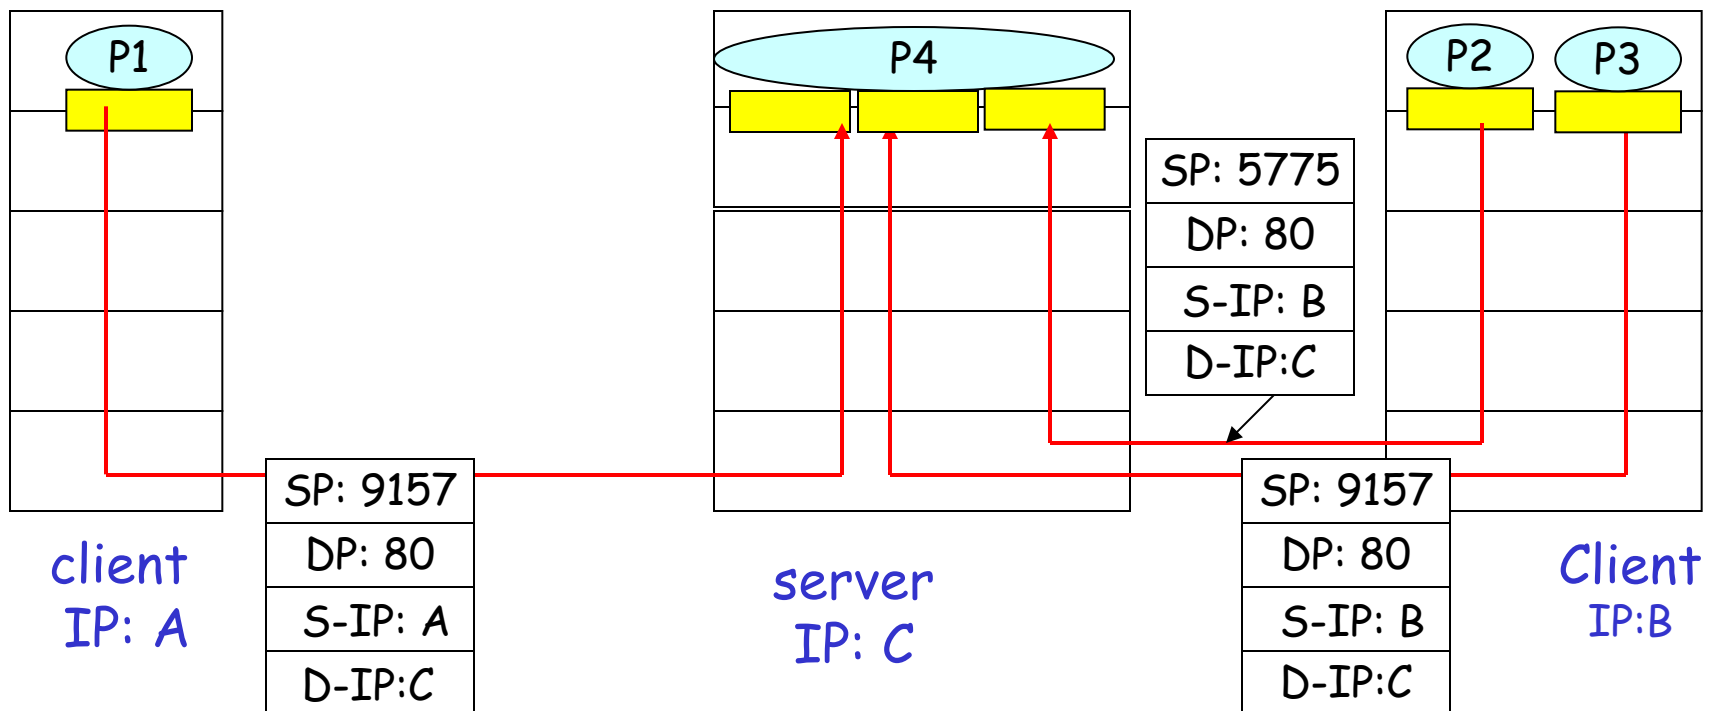 P1
P4
P2
P3
SP: 5775
DP: 80
S-IP: B
D-IP:C
SP: 9157
DP: 80
S-IP: A
D-IP:C
SP: 9157
DP: 80
S-IP: B
D-IP:C
client
IP: A
server
IP: C
Client
IP:B